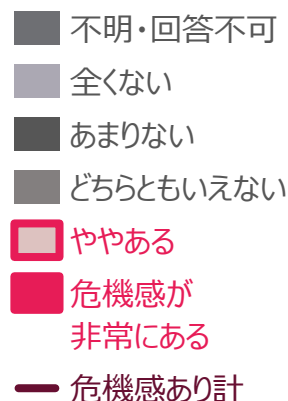 不明・回答不可
全くない
あまりない
どちらともいえない
ややある
危機感が
非常にある
危機感あり計